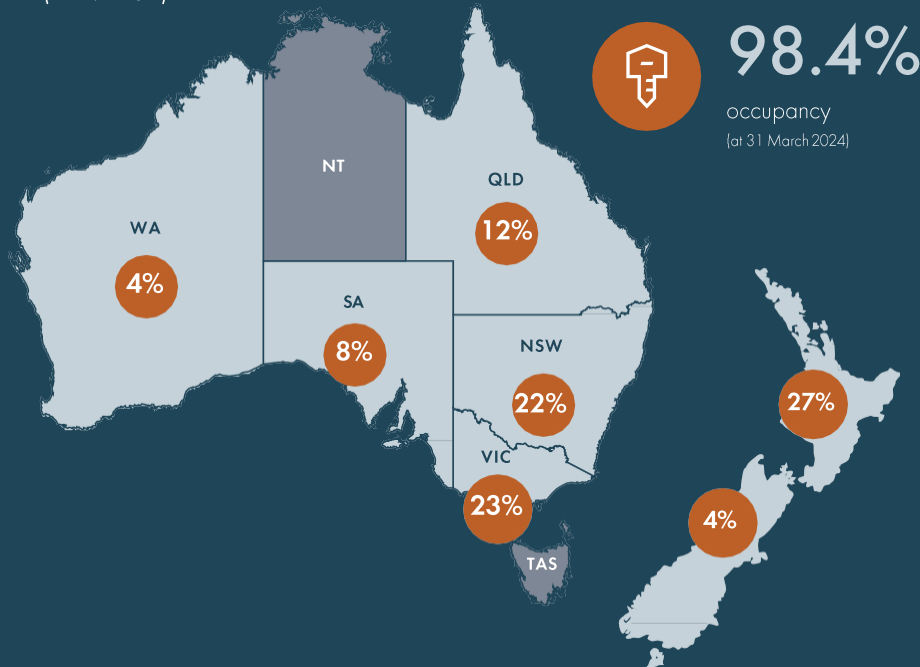 98.4%
occupancy
(at 31 March 2024)
NT
QLD
12%
WA
4%
SA
8%
NSW
22%
27%
VIC
23%
4%
TAS